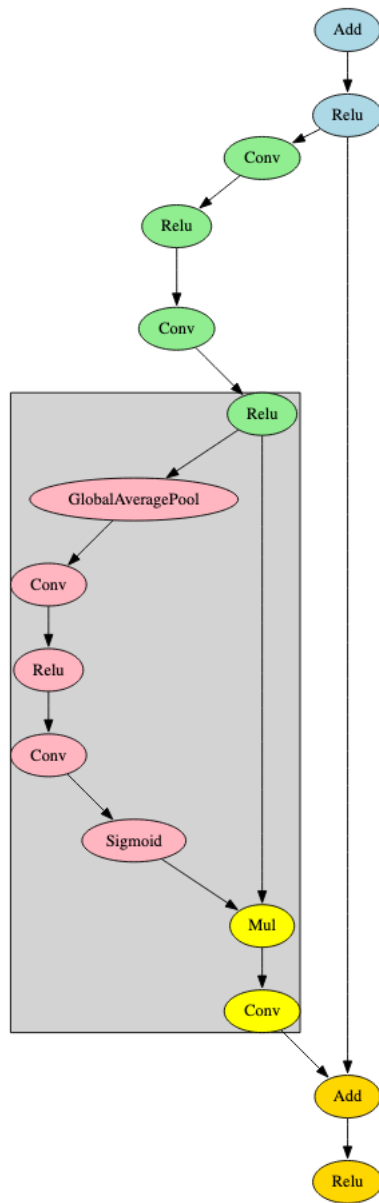 Add
Relu
Conv
Relu
Conv
Relu
GlobalAveragePool
Conv
Relu
Conv
Sigmoid
Mul
Conv
Add
Relu